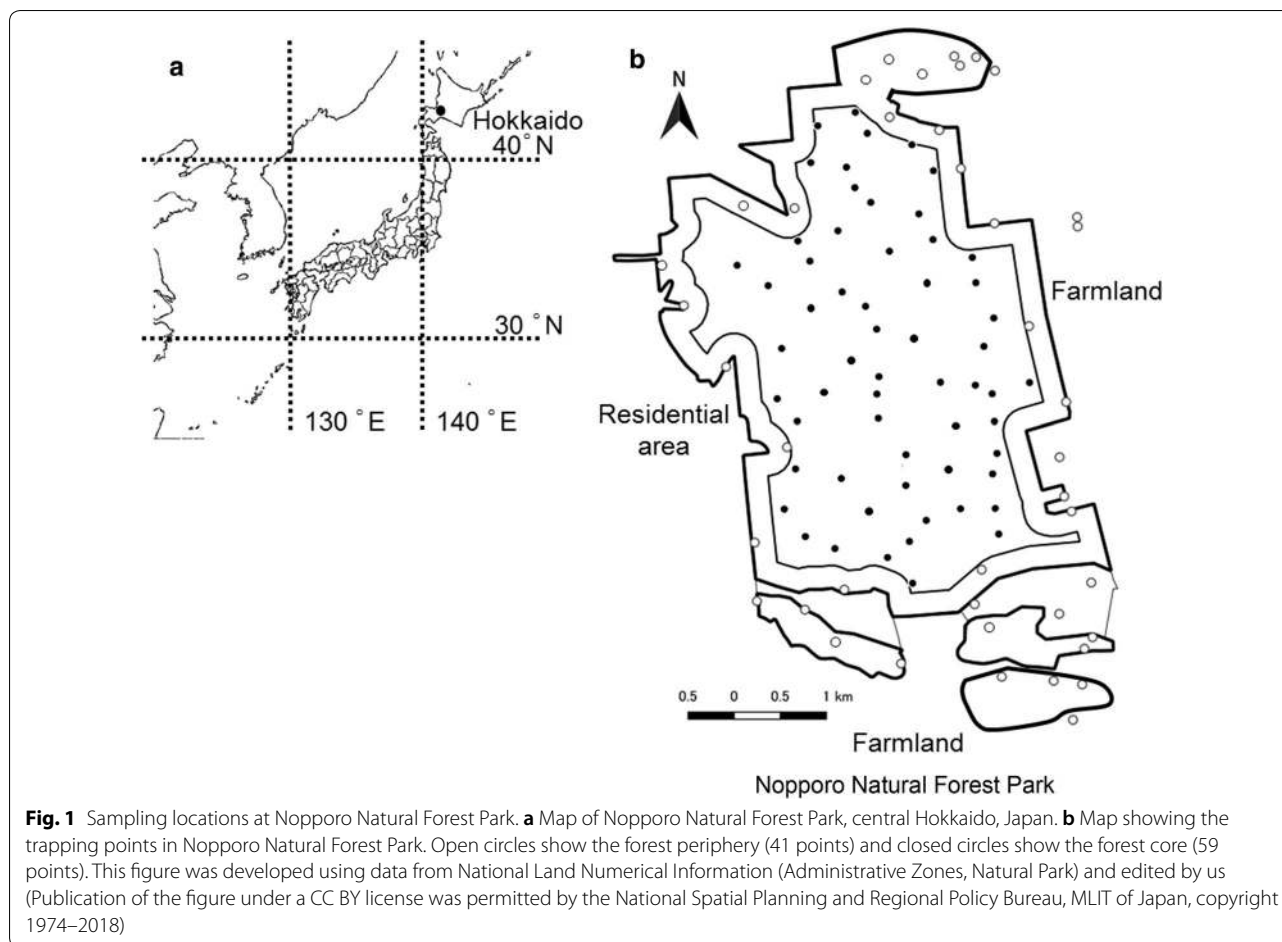 a
Hokkaido
40°N
30 °N
130 °E
140 °E
b
N
Farmland
Residential
area
0.5
0
0.5
1 km
Farmland
Nopporo Natural Forest Park
Fig. 1 Sampling locations at Nopporo Natural Forest Park. a Map of Nopporo Natural Forest Park, central Hokkaido, Japan. b Map showing the
trapping points in Nopporo Natural Forest Park. Open circles show the forest periphery (41 points) and closed circles show the forest core (59
points). This figure was developed using data from National Land Numerical Information (Administrative Zones, Natural Park) and edited by us
(Publication of the figure under a CC BY license was permitted by the National Spatial Planning and Regional Policy Bureau, MLIT of Japan, copyright
1974–2018)